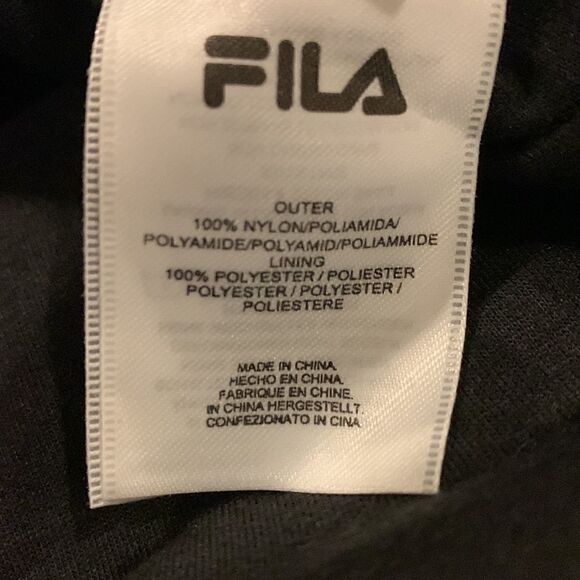 FILA
OUTER
100% NYLON/POLIAMIDA/
POLYAMIDE/POLYAMID/POLIAMMIDE
LINING
100% POLYESTER / POLIESTER
POLYESTER / POLYESTER /
POLIESTERE
MADE IN CHINA.
HECHO EN CHINA.
FABRIQUE EN CHINE.
IN CHINA HERGESTELLT.
CONFEZIONATO IN CINA.